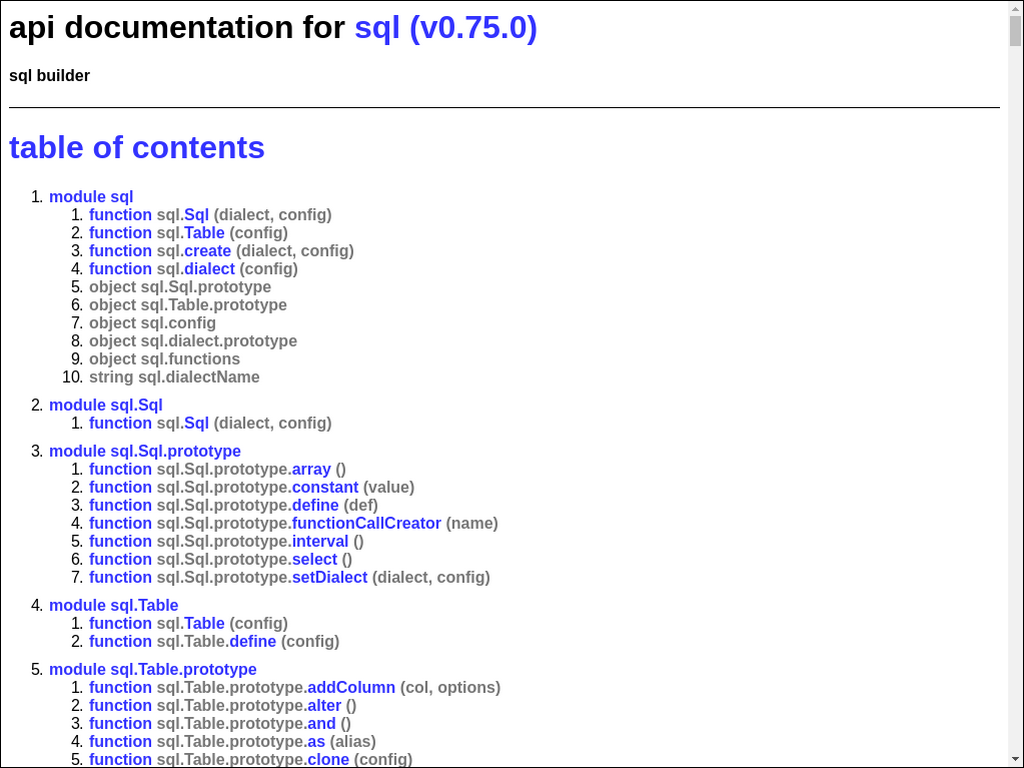 api documentation for sql (v0.75.0)
sql builder
table of contents
1. module sql
1. function sql.Sql (dialect, config)
2. function sql.Table (config)
3. function sql.create (dialect, config)
4. function sql.dialect (config)
5. object sql.Sql.prototype
6. object sql.Table.prototype
7. object sql.config
8. object sql.dialect.prototype
9. object sql.functions
10. string sql.dialectName
2. module sql.Sql
1. function sql.Sql (dialect, config)
3. module sql.Sql.prototype
1. function sql.Sql.prototype.array ()
2. function sql.Sql.prototype.constant (value)
3. function sql.Sql.prototype.define (def)
4. function sql.Sql.prototype.functionCallCreator (name)
5. function sql.Sql.prototype.interval ()
6. function sql.Sql.prototype.select ()
7. function sql.Sql.prototype.setDialect (dialect, config)
4. module sql.Table
1. function sql.Table (config)
2. function sql.Table.define (config)
5. module sql.Table.prototype
1. function sql.Table.prototype.addColumn (col, options)
2. function sql.Table.prototype.alter ()
3. function sql.Table.prototype.and ()
4. function sql.Table.prototype.as (alias)
5. function sql.Table.prototype.clone (config)